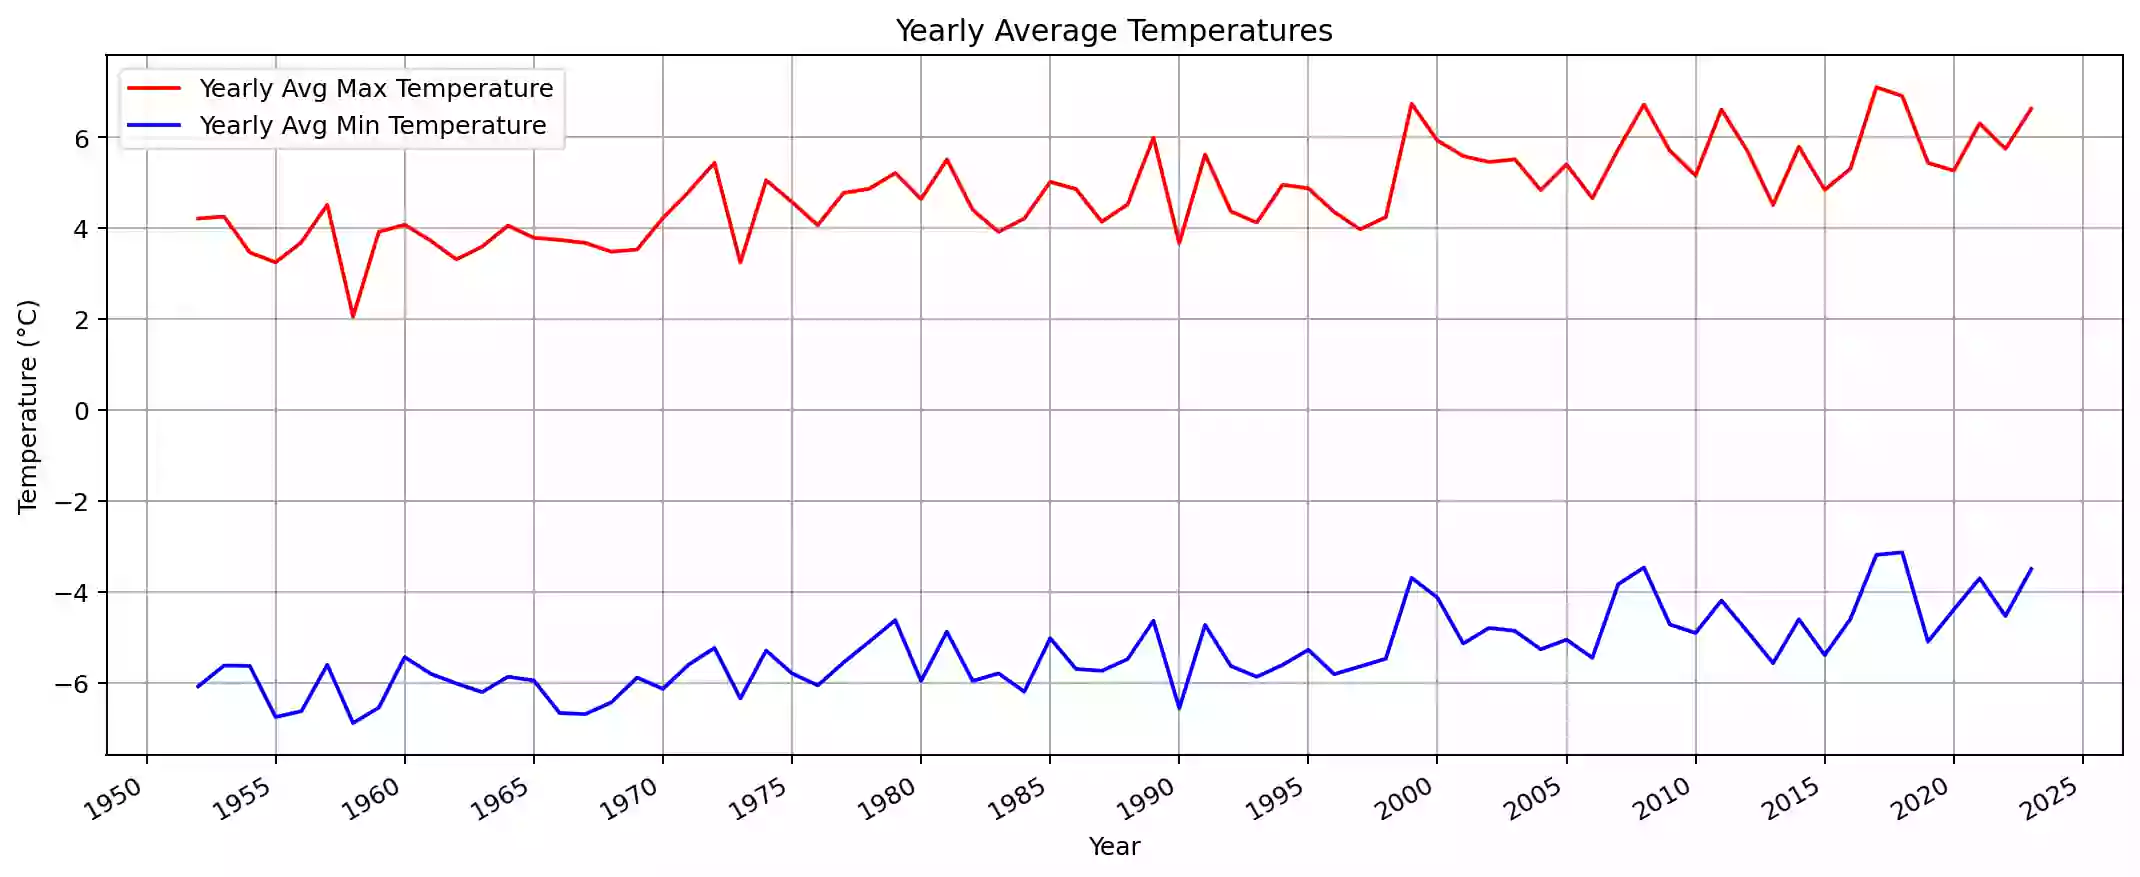 Yearly Average Temperatures
Yearly Avg Max Temperature
Yearly Avg Min Temperature
Temperature (°C)
6
4
2
0
−2
−4
−6
1950 1955 1960 1965 1970 1975 1980 1985 1990 1995 2000 2005 2010 2015 2020 2025
Year